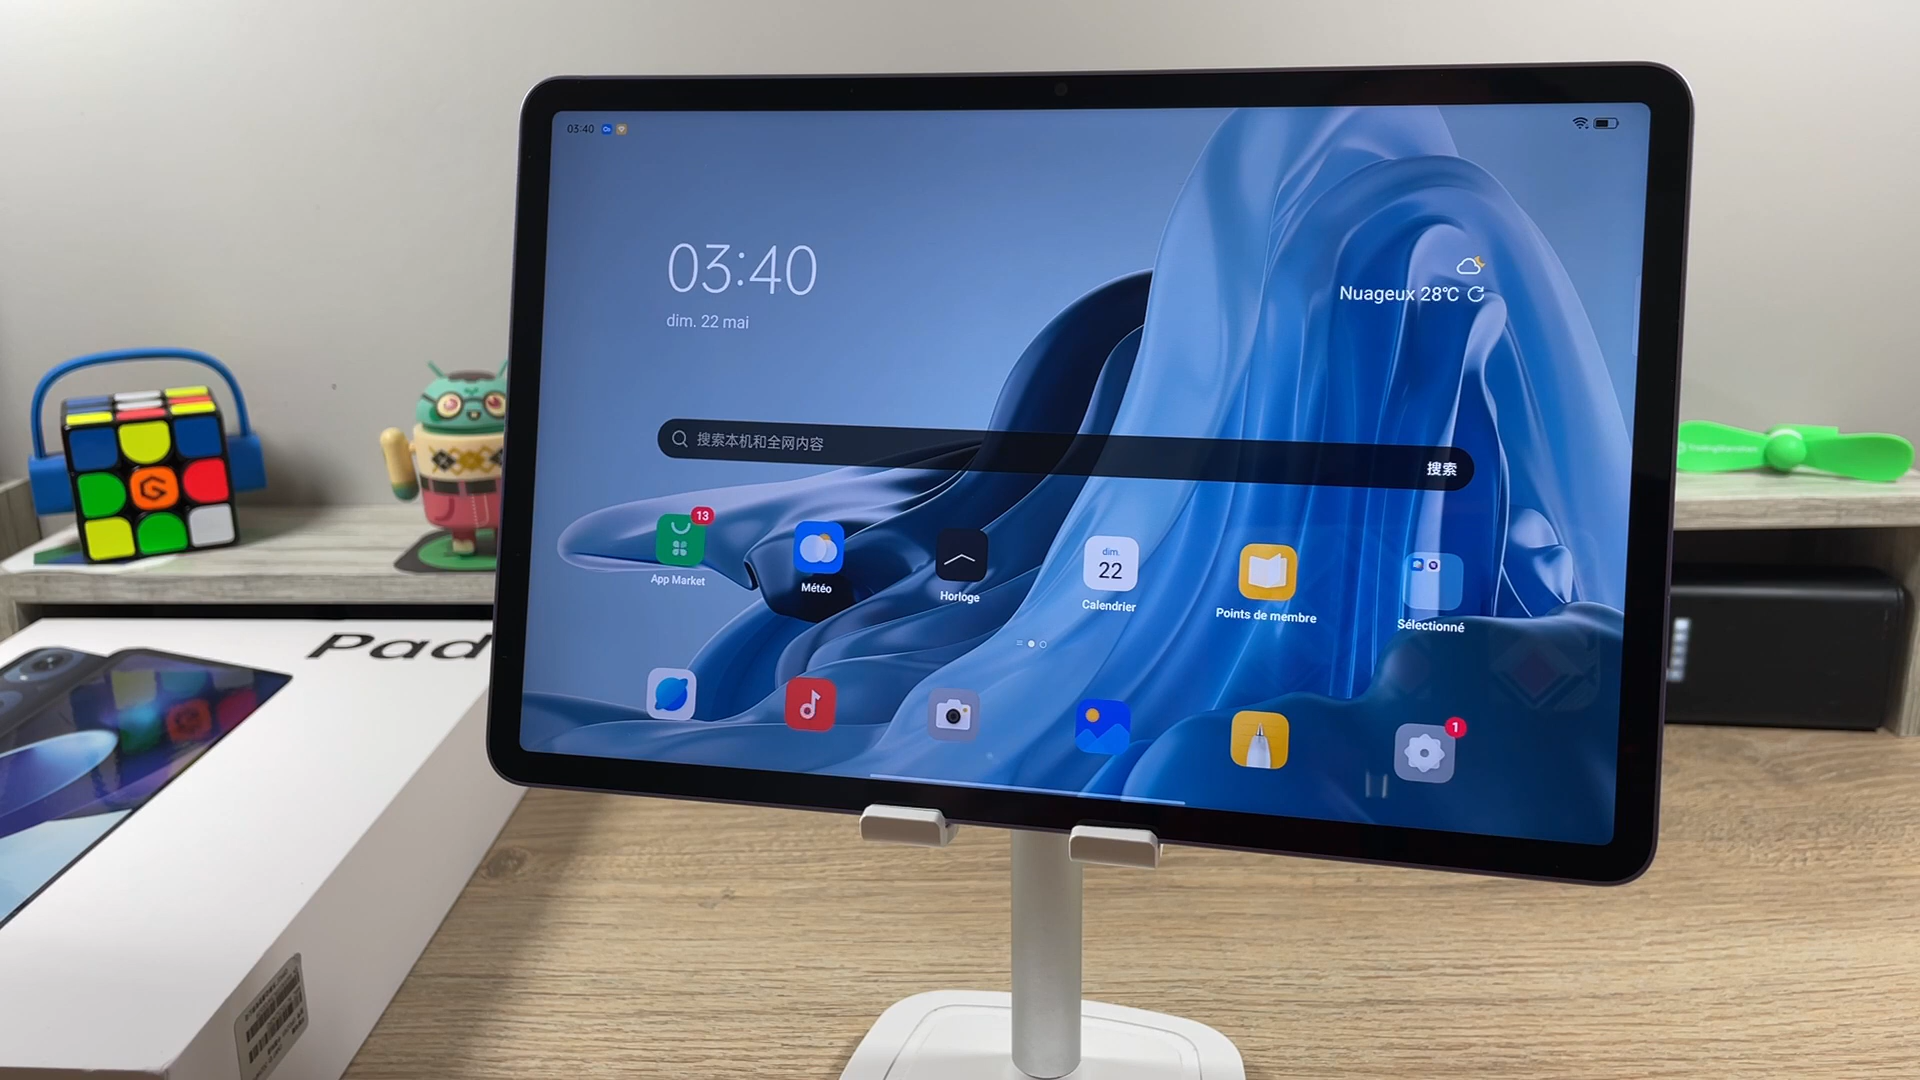 03:40
03:40
dim. 22 mai
Nuageux 28°C
搜索本机和全网内容
搜索
13
App Market
Météo
Horloge
dim.
22
Calendrier
Points de membre
Sélectionné
1
Pad
G